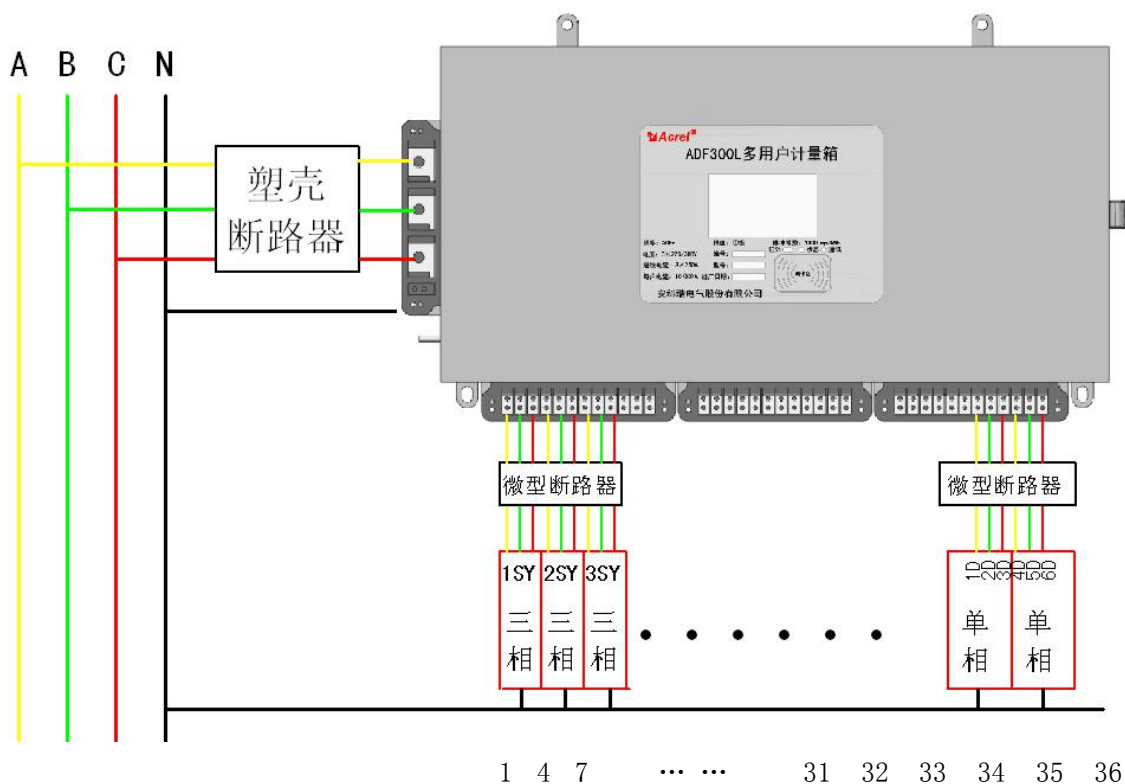 A B C N
Acrel
ADF300L多用户计量箱
塑壳
断路器
安科瑞电气股份有限公司
微型断路器
微型断路器
1SY 2SY 3SY
三相 三相 三相
1D 2D 3D 4D 5D 6D
单相 单相
1 4 7 … … 31 32 33 34 35 36